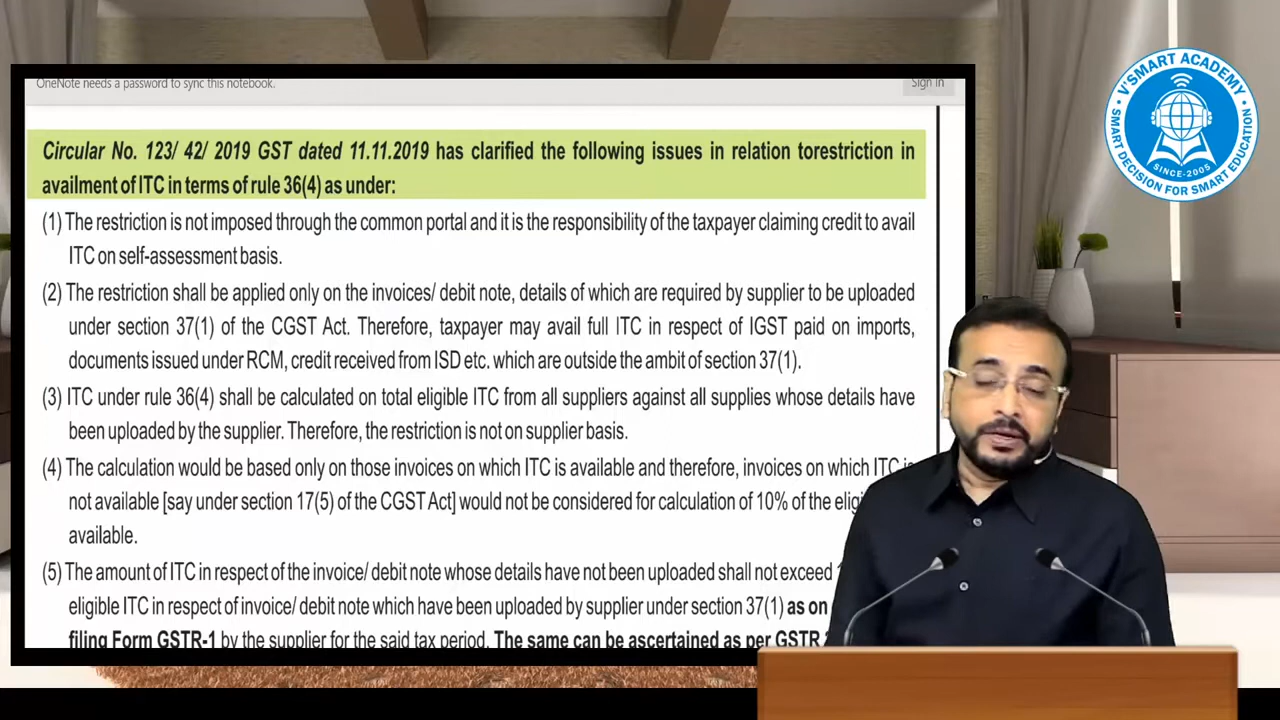 OneNote needs a password to sync this notebook.
Sign in
V'SMART ACADEMY
SINCE-2005
SMART DECISION FOR SMART EDUCATION
Circular No. 123/ 42/ 2019 GST dated 11.11.2019 has clarified the following issues in relation torestriction in
availment of ITC in terms of rule 36(4) as under:
(1) The restriction is not imposed through the common portal and it is the responsibility of the taxpayer claiming credit to avail
ITC on self-assessment basis.
(2) The restriction shall be applied only on the invoices/ debit note, details of which are required by supplier to be uploaded
under section 37(1) of the CGST Act. Therefore, taxpayer may avail full ITC in respect of IGST paid on imports,
documents issued under RCM, credit received from ISD etc. which are outside the ambit of section 37(1).
(3) ITC under rule 36(4) shall be calculated on total eligible ITC from all suppliers against all supplies whose details have
been uploaded by the supplier. Therefore, the restriction is not on supplier basis.
(4) The calculation would be based only on those invoices on which ITC is available and therefore, invoices on which ITC is
not available [say under section 17(5) of the CGST Act] would not be considered for calculation of 10% of the
available.
(5) The amount of ITC in respect of the invoice/ debit note whose details have not been uploaded shall not exceed
eligible ITC in respect of invoice/ debit note which have been uploaded by supplier under section 37(1) as on
filing Form GSTR-1 by the supplier for the said tax period. The same can be ascertained as per GSTR